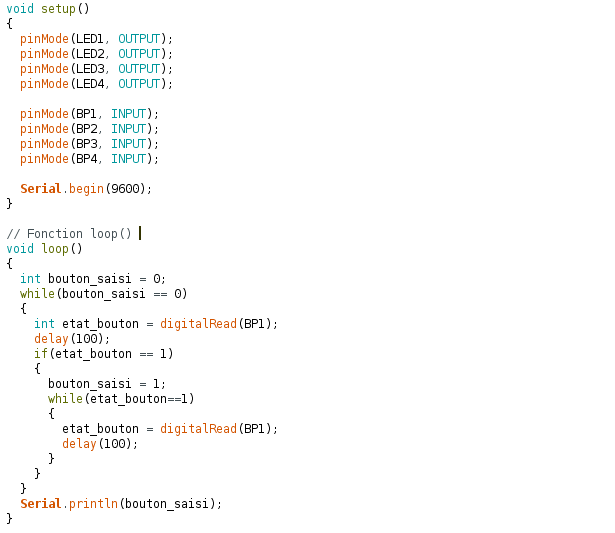 void setup()
{
  pinMode(LED1, OUTPUT);
  pinMode(LED2, OUTPUT);
  pinMode(LED3, OUTPUT);
  pinMode(LED4, OUTPUT);

  pinMode(BP1, INPUT);
  pinMode(BP2, INPUT);
  pinMode(BP3, INPUT);
  pinMode(BP4, INPUT);

  Serial.begin(9600);
}

// Fonction loop()
void loop()
{
  int bouton_saisi = 0;
  while(bouton_saisi == 0)
  {
    int etat_bouton = digitalRead(BP1);
    delay(100);
    if(etat_bouton == 1)
    {
      bouton_saisi = 1;
      while(etat_bouton==1)
      {
        etat_bouton = digitalRead(BP1);
        delay(100);
      }
    }
  }
  Serial.println(bouton_saisi);
}